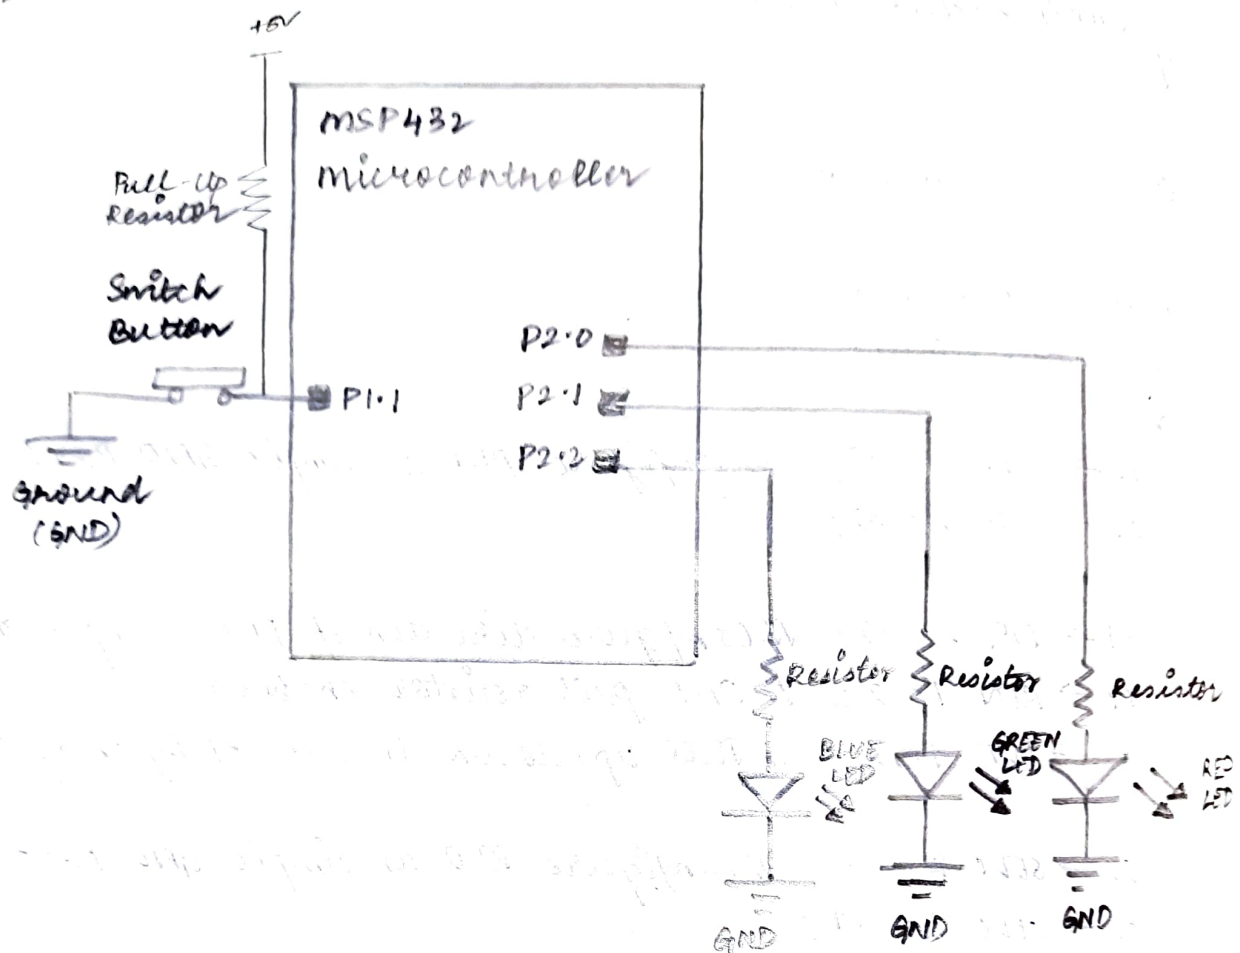 +5V
MSP432
Microcontroller
Pull-Up
Resistor
Switch
Button
P2.0
P1.1
P2.1
P2.2
Ground
(GND)
Resistor
Resistor
Resistor
BLUE
LED
GREEN
LED
RED
LED
GND
GND
GND